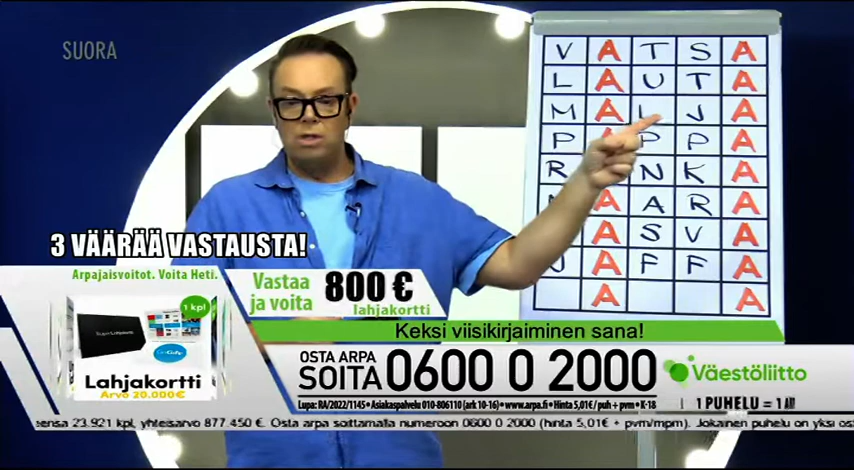 SUORA
V A T S A
L A U T A
M A L J A
P A P P A
R A N K A
A A R A
A S V A
A F F A
A A
3 VÄÄRÄÄ VASTAUSTA!
Arpajaisvoitot. Voita Heti.
1 kpl
Lahjakortti
Arvo 20.000€
Vastaa
ja voita
800 €
lahjakortti
Keksi viisikirjaiminen sana!
OSTA ARPA
SOITA 0600 0 2000
Väestöliitto
Lupa: RA/2022/1145 • Asiakaspalvelu 010-806110 (ark 10-16) • www.arpa.fi • Hinta 5,01€/ puh + pvm • K-18
1 PUHELU = 1
eensa 23.921 kpl, yhteisarvo 877.450 €. Osta arpa soittamalla numeroon 0600 0 2000 (hinta 5,01€ + pvm/mpm). Jokainen puhelu on yksi os